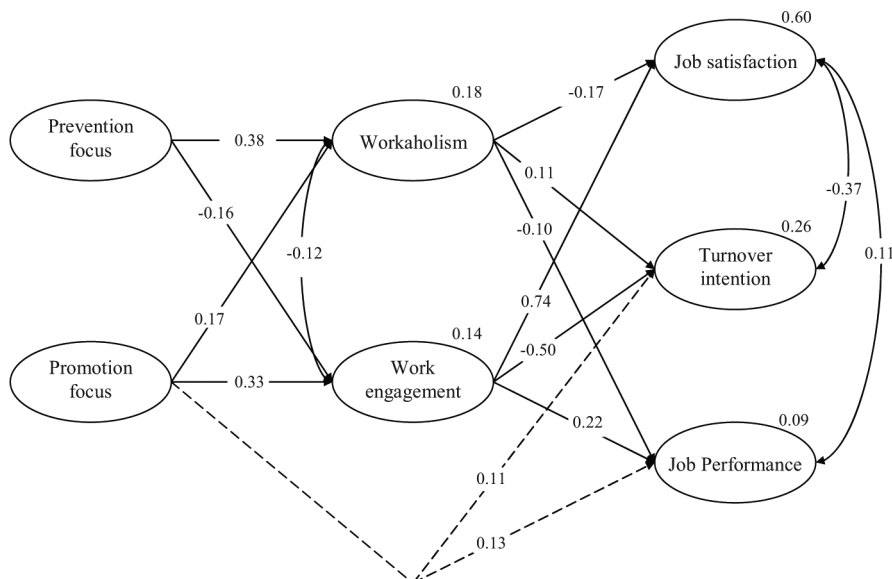 0.60
Job satisfaction
0.18
Prevention
focus
0.38
Workaholism
-0.17
0.11
-0.16
-0.37
-0.10
-0.12
0.26
Turnover
intention
0.11
0.74
0.17
0.14
-0.50
Promotion
focus
0.33
Work
engagement
0.22
0.09
Job Performance
0.11
0.13